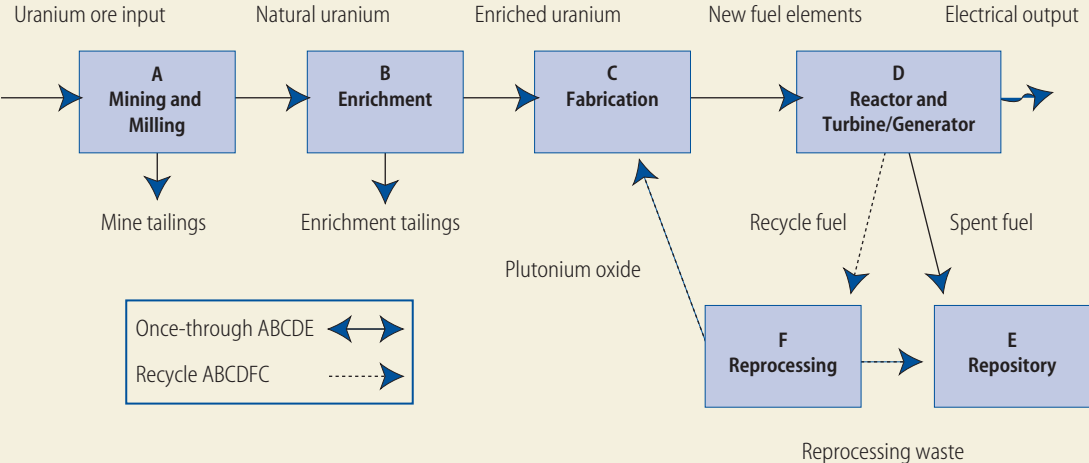 Uranium ore input
Natural uranium
Enriched uranium
New fuel elements
Electrical output
A
Mining and
Milling
B
Enrichment
C
Fabrication
D
Reactor and
Turbine/Generator
Mine tailings
Enrichment tailings
Recycle fuel
Spent fuel
Plutonium oxide
Once-through ABCDE
Recycle ABCDFC
F
Reprocessing
E
Repository
Reprocessing waste